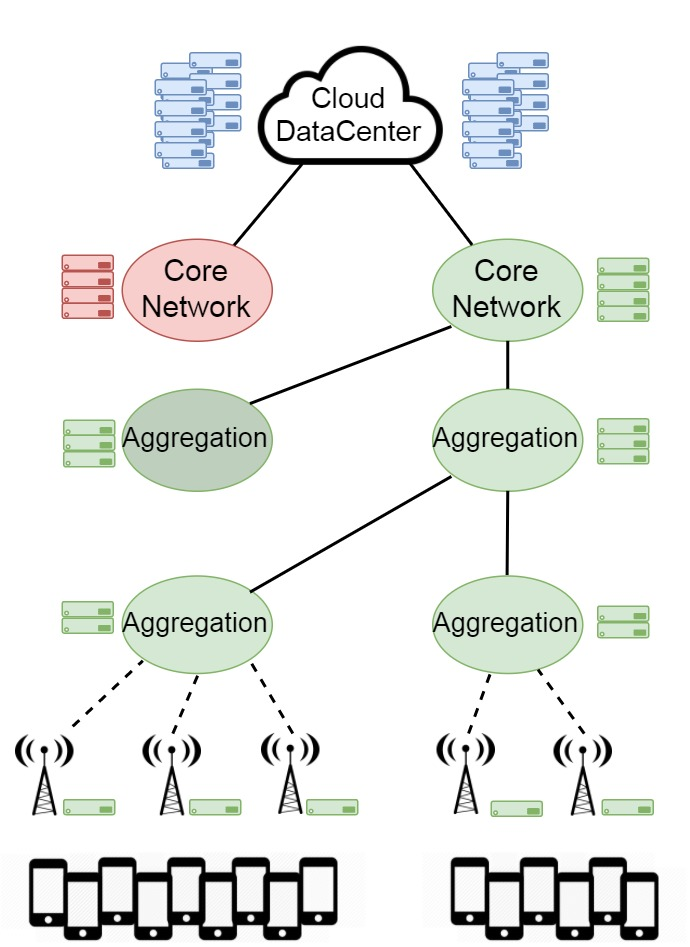 Cloud
DataCenter
Core
Network
Core
Network
Aggregation
Aggregation
Aggregation
Aggregation